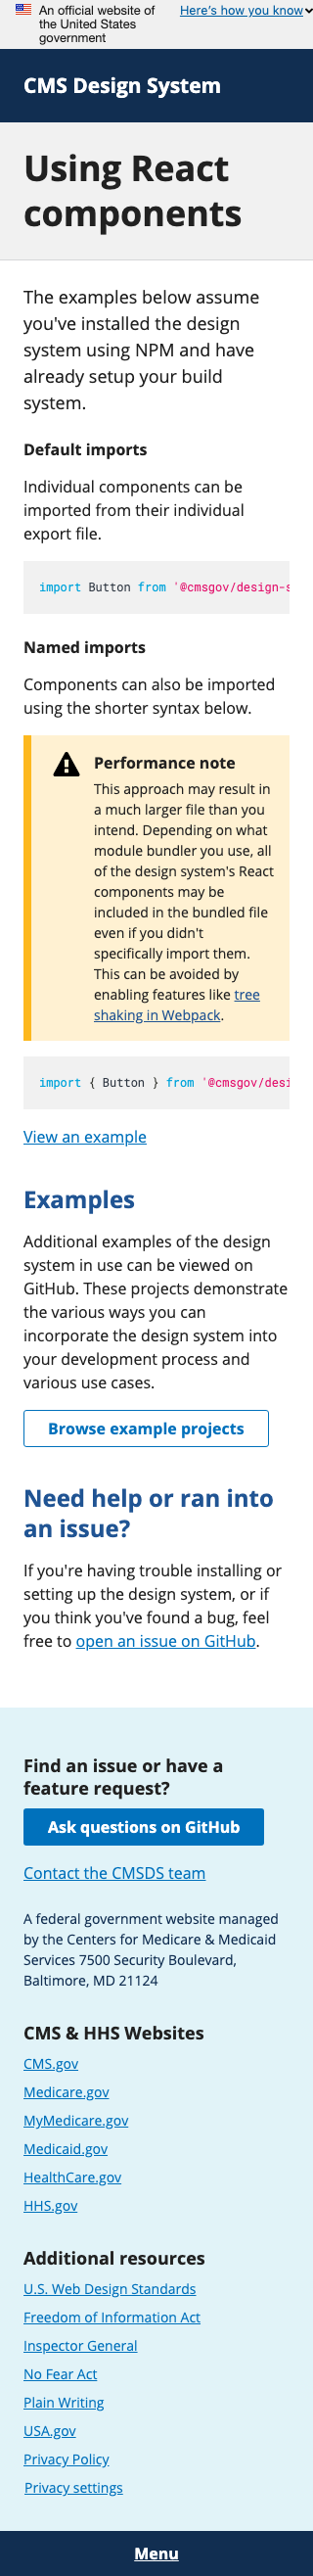 An official website of
the United States
government
Here's how you know
CMS Design System
Using React
components
The examples below assume
you've installed the design
system using NPM and have
already setup your build
system.
Default imports
Individual components can be
imported from their individual
export file.
import Button from '@cmsgov/design-s
Named imports
Components can also be imported
using the shorter syntax below.
Performance note
This approach may result in
a much larger file than you
intend. Depending on what
module bundler you use, all
of the design system's React
components may be
included in the bundled file
even if you didn't
specifically import them.
This can be avoided by
enabling features like tree
shaking in Webpack.
import { Button } from '@cmsgov/desi
View an example
Examples
Additional examples of the design
system in use can be viewed on
GitHub. These projects demonstrate
the various ways you can
incorporate the design system into
your development process and
various use cases.
Browse example projects
Need help or ran into
an issue?
If you're having trouble installing or
setting up the design system, or if
you think you've found a bug, feel
free to open an issue on GitHub.
Find an issue or have a
feature request?
Ask questions on GitHub
Contact the CMSDS team
A federal government website managed
by the Centers for Medicare & Medicaid
Services 7500 Security Boulevard,
Baltimore, MD 21124
CMS & HHS Websites
CMS.gov
Medicare.gov
MyMedicare.gov
Medicaid.gov
HealthCare.gov
HHS.gov
Additional resources
U.S. Web Design Standards
Freedom of Information Act
Inspector General
No Fear Act
Plain Writing
USA.gov
Privacy Policy
Privacy settings
Menu